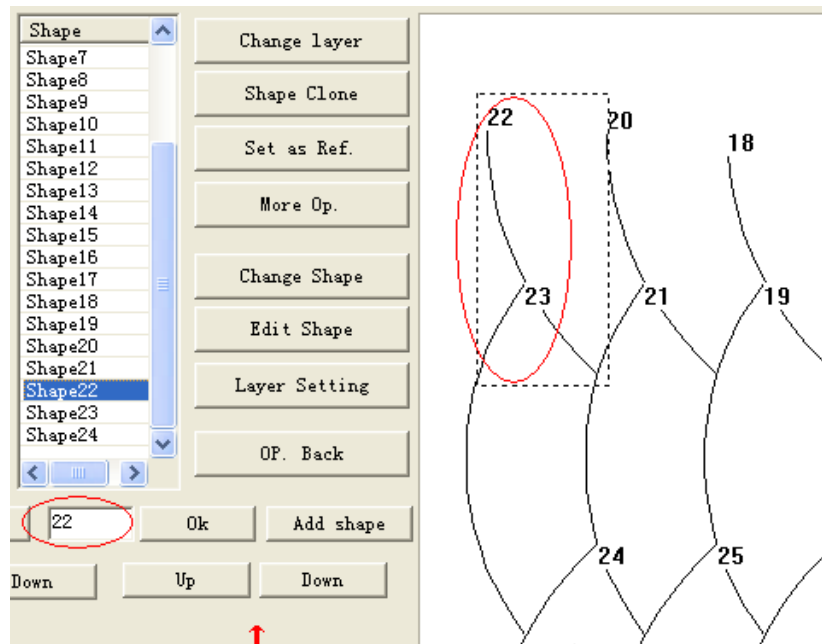 Shape
Shape7
Shape8
Shape9
Shape10
Shape11
Shape12
Shape13
Shape14
Shape15
Shape16
Shape17
Shape18
Shape19
Shape20
Shape21
Shape22
Shape23
Shape24
Change layer
Shape Clone
Set as Ref.
More Op.
Change Shape
Edit Shape
Layer Setting
OP. Back
22
Ok
Add shape
Down
Up
Down
22
20
18
23
21
19
24
25